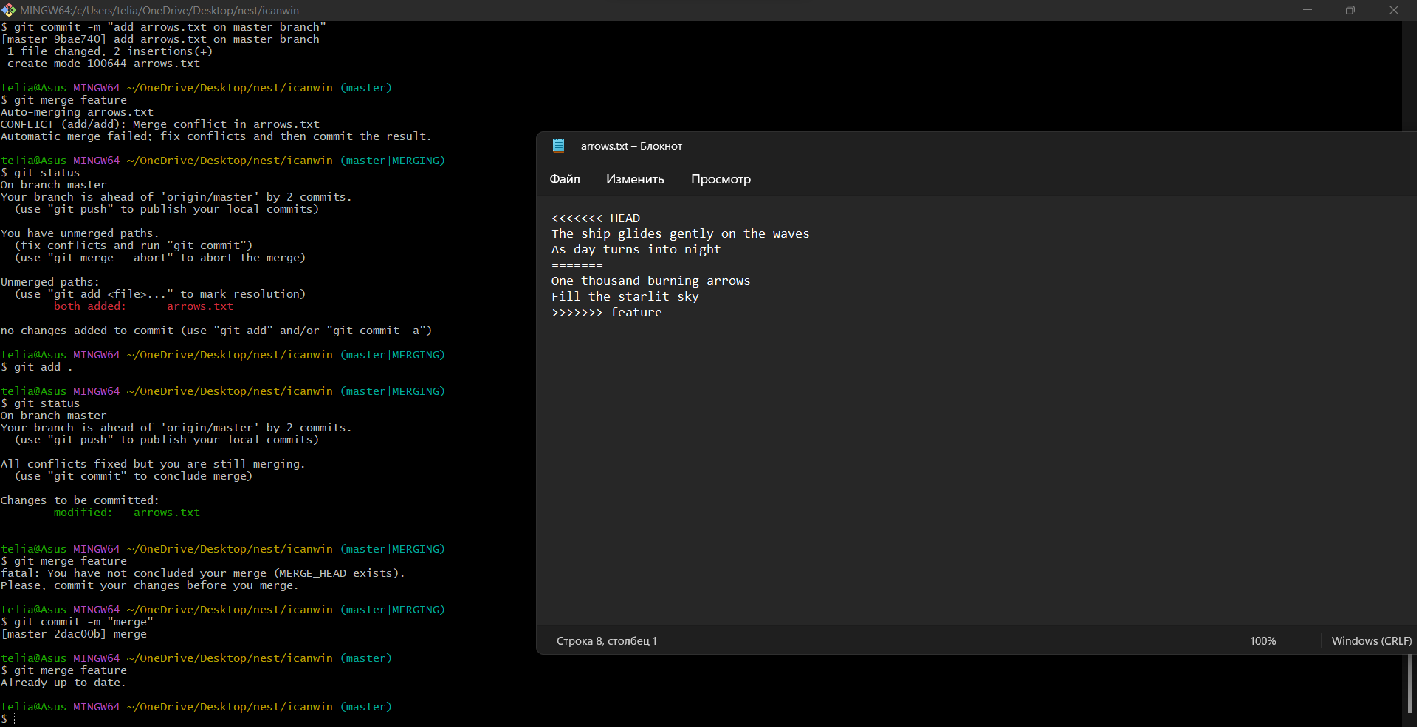 MINGW64:/c/Users/telia/OneDrive/Desktop/nest/icanwin
$ git commit -m "add arrows.txt on master branch"
[master 9bae740] add arrows.txt on master branch
 1 file changed, 2 insertions(+)
 create mode 100644 arrows.txt
telia@Asus MINGW64 ~/OneDrive/Desktop/nest/icanwin (master)
$ git merge feature
Auto-merging arrows.txt
CONFLICT (add/add): Merge conflict in arrows.txt
Automatic merge failed; fix conflicts and then commit the result.
telia@Asus MINGW64 ~/OneDrive/Desktop/nest/icanwin (master|MERGING)
$ git status
On branch master
Your branch is ahead of 'origin/master' by 2 commits.
  (use "git push" to publish your local commits)
You have unmerged paths.
  (fix conflicts and run "git commit")
  (use "git merge --abort" to abort the merge)
Unmerged paths:
  (use "git add <file>..." to mark resolution)
        both added:      arrows.txt
no changes added to commit (use "git add" and/or "git commit -a")
telia@Asus MINGW64 ~/OneDrive/Desktop/nest/icanwin (master|MERGING)
$ git add .
telia@Asus MINGW64 ~/OneDrive/Desktop/nest/icanwin (master|MERGING)
$ git status
On branch master
Your branch is ahead of 'origin/master' by 2 commits.
  (use "git push" to publish your local commits)
All conflicts fixed but you are still merging.
  (use "git commit" to conclude merge)
Changes to be committed:
        modified:   arrows.txt
telia@Asus MINGW64 ~/OneDrive/Desktop/nest/icanwin (master|MERGING)
$ git merge feature
fatal: You have not concluded your merge (MERGE_HEAD exists).
Please, commit your changes before you merge.
telia@Asus MINGW64 ~/OneDrive/Desktop/nest/icanwin (master|MERGING)
$ git commit -m "merge"
[master 2dac00b] merge
telia@Asus MINGW64 ~/OneDrive/Desktop/nest/icanwin (master)
$ git merge feature
Already up to date.
telia@Asus MINGW64 ~/OneDrive/Desktop/nest/icanwin (master)
$
arrows.txt – Блокнот
Файл Изменить Просмотр
<<<<<<< HEAD
The ship glides gently on the waves
As day turns into night
=======
One thousand burning arrows
Fill the starlit sky
>>>>>>> feature
Строка 8, столбец 1 100% Windows (CRLF)